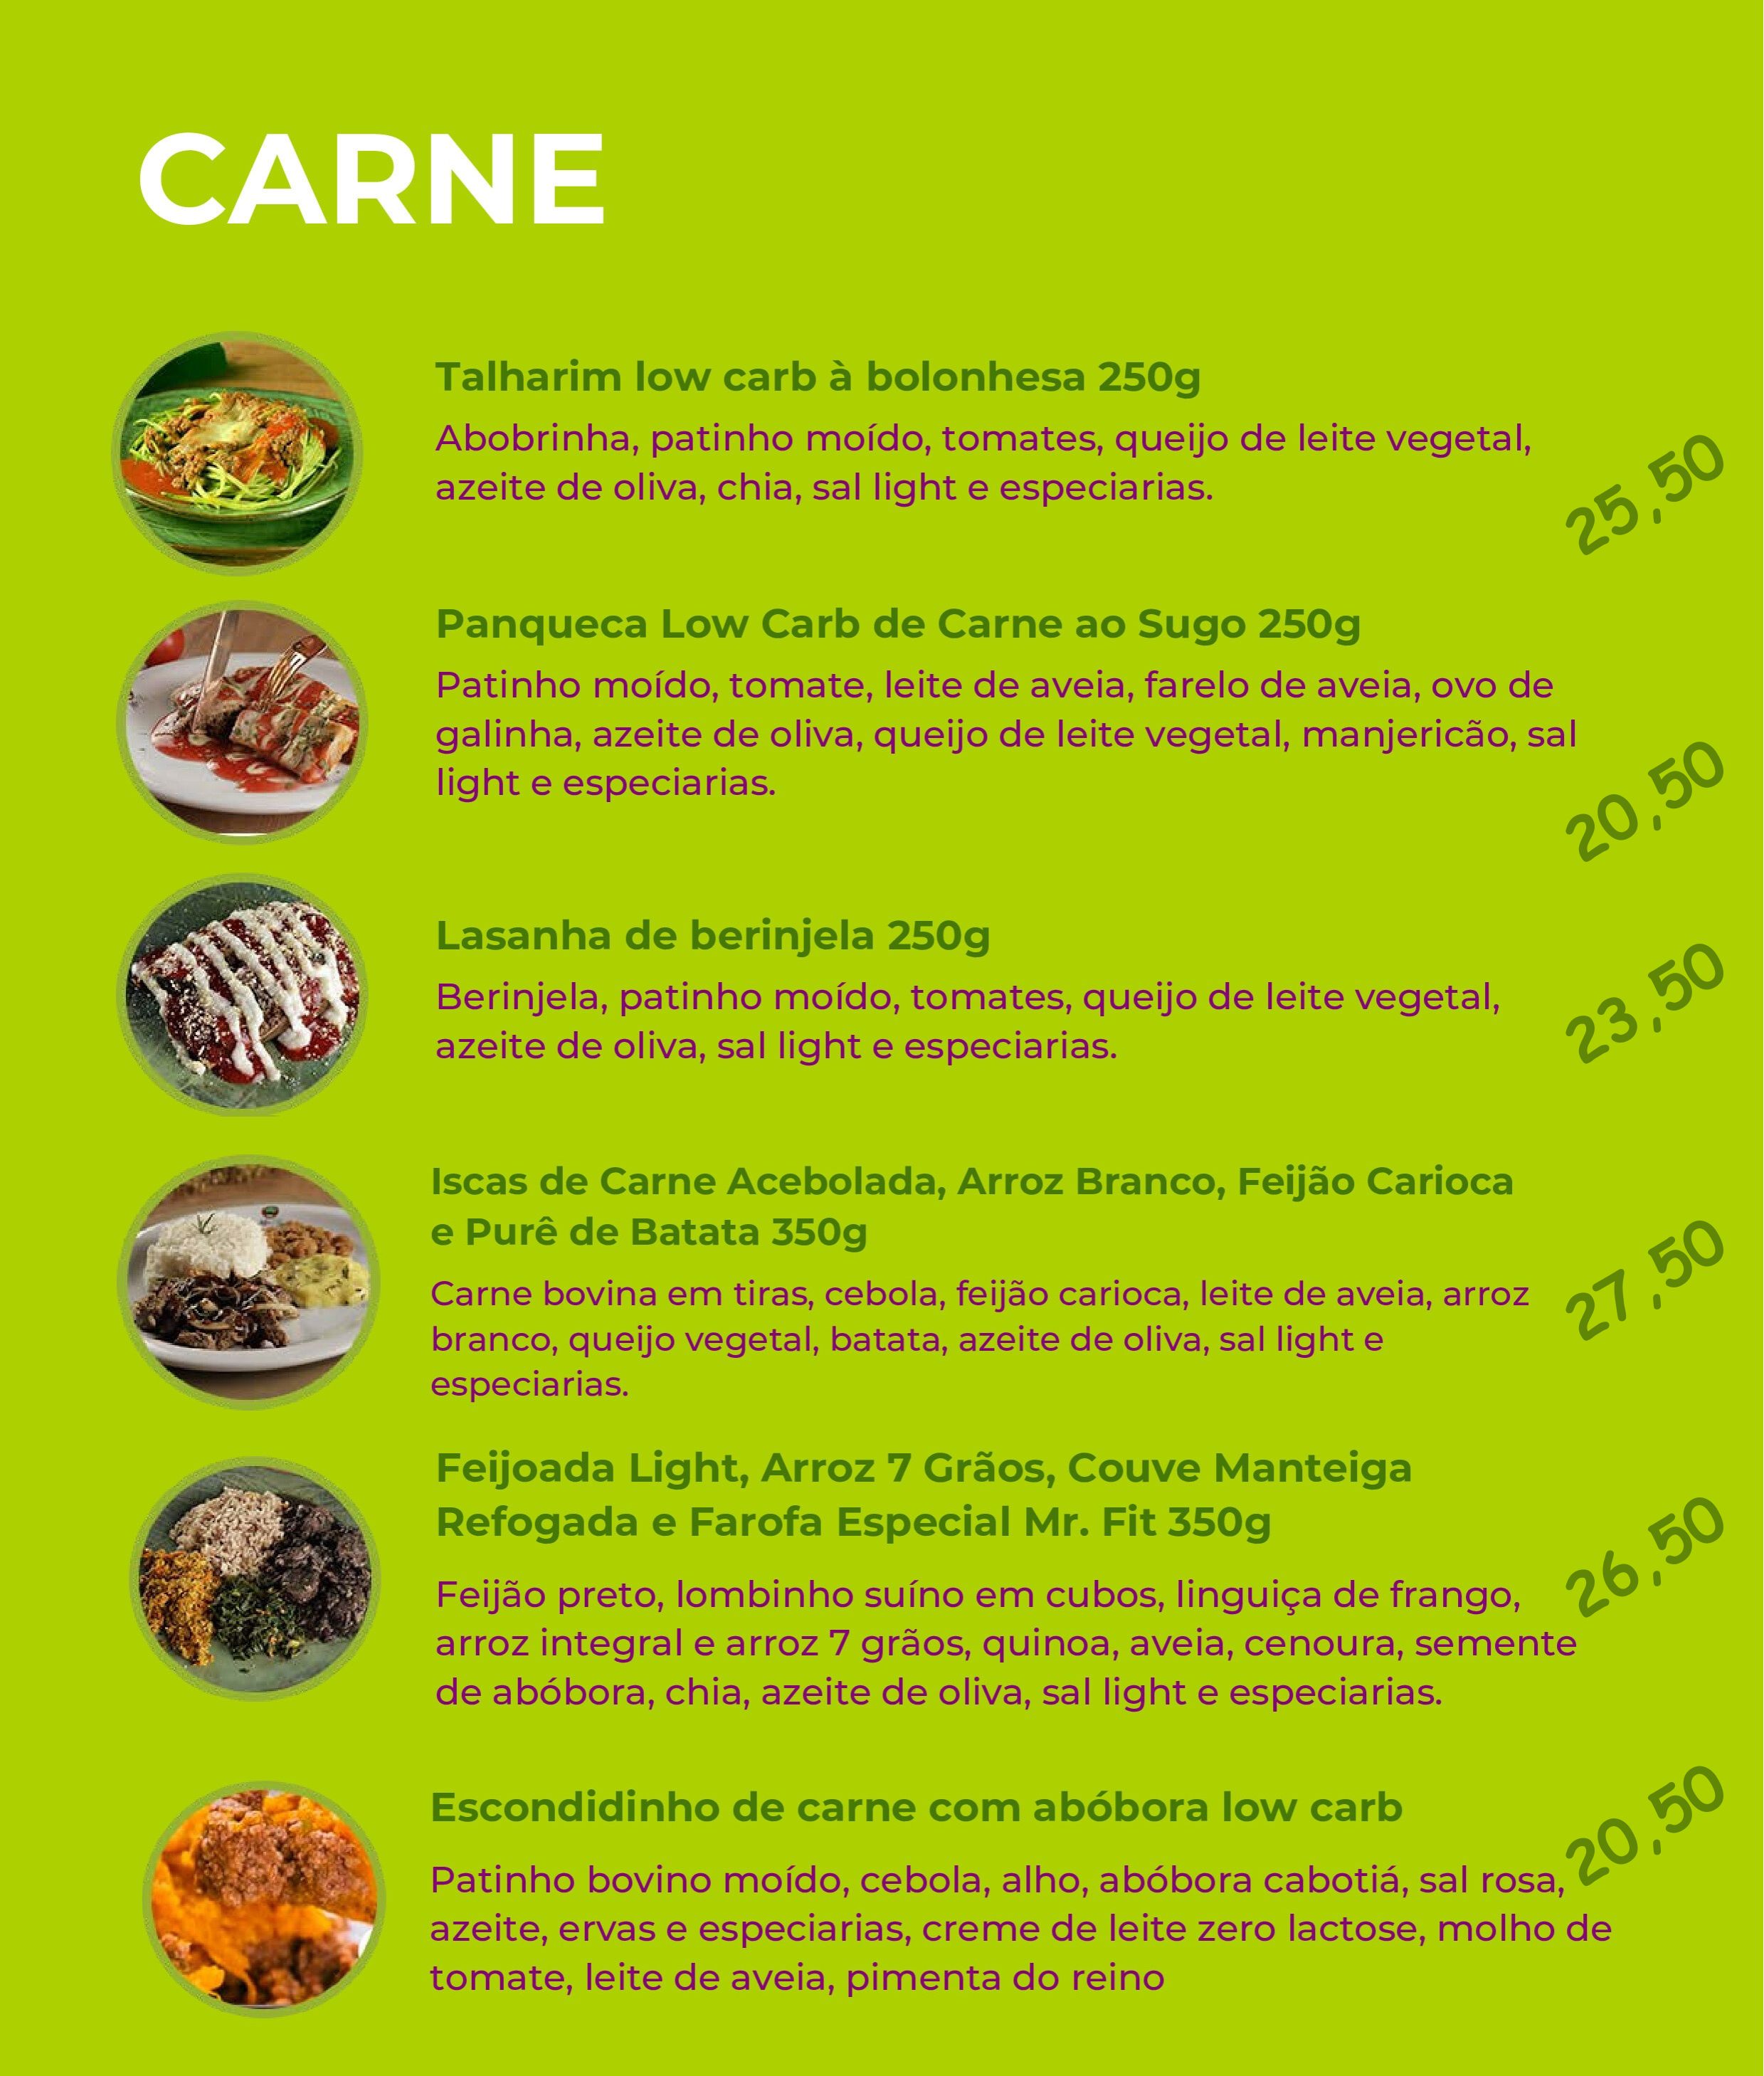 CARNE
Talharim low carb à bolonhesa 250g
Abobrinha, patinho moído, tomates, queijo de leite vegetal,
azeite de oliva, chia, sal light e especiarias.
25,50
Panqueca Low Carb de Carne ao Sugo 250g
Patinho moído, tomate, leite de aveia, farelo de aveia, ovo de
galinha, azeite de oliva, queijo de leite vegetal, manjericão, sal
light e especiarias.
20,50
Lasanha de berinjela 250g
Berinjela, patinho moído, tomates, queijo de leite vegetal,
azeite de oliva, sal light e especiarias.
23,50
Iscas de Carne Acebolada, Arroz Branco, Feijão Carioca
e Purê de Batata 350g
Carne bovina em tiras, cebola, feijão carioca, leite de aveia, arroz
branco, queijo vegetal, batata, azeite de oliva, sal light e
especiarias.
27,50
Feijoada Light, Arroz 7 Grãos, Couve Manteiga
Refogada e Farofa Especial Mr. Fit 350g
Feijão preto, lombinho suíno em cubos, linguiça de frango,
arroz integral e arroz 7 grãos, quinoa, aveia, cenoura, semente
de abóbora, chia, azeite de oliva, sal light e especiarias.
26,50
Escondidinho de carne com abóbora low carb
Patinho bovino moído, cebola, alho, abóbora cabotiá, sal rosa,
azeite, ervas e especiarias, creme de leite zero lactose, molho de
tomate, leite de aveia, pimenta do reino
20,50